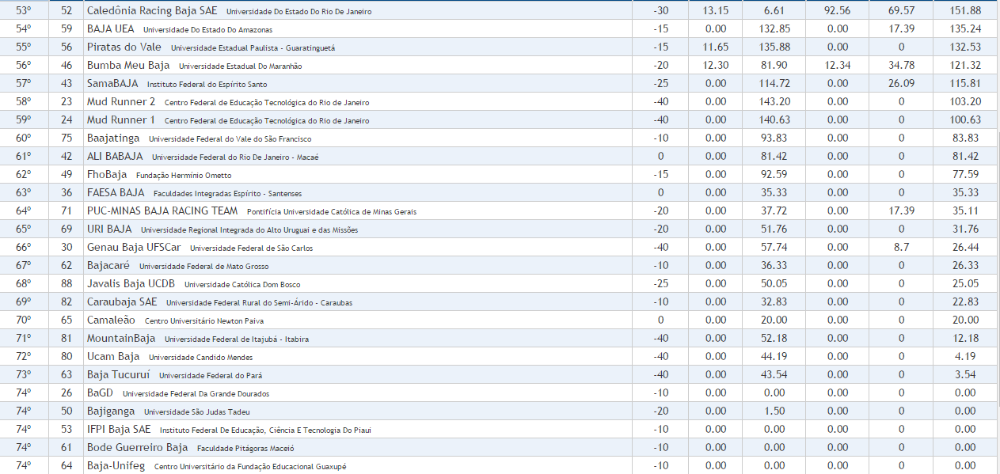 53º 52 Caledônia Racing Baja SAE Universidade Do Estado Do Rio De Janeiro -30 13.15 6.61 92.56 69.57 151.88
54º 59 BAJA UEA Universidade Do Estado Do Amazonas -15 0.00 132.85 0.00 17.39 135.24
55º 56 Piratas do Vale Universidade Estadual Paulista - Guaratinguetá -15 11.65 135.88 0.00 0 132.53
56º 46 Bumba Meu Baja Universidade Estadual Do Maranhão -20 12.30 81.90 12.34 34.78 121.32
57º 43 SamaBAJA Instituto Federal do Espírito Santo -25 0.00 114.72 0.00 26.09 115.81
58º 23 Mud Runner 2 Centro Federal de Educação Tecnológica do Rio de Janeiro -40 0.00 143.20 0.00 0 103.20
59º 24 Mud Runner 1 Centro Federal de Educação Tecnológica do Rio de Janeiro -40 0.00 140.63 0.00 0 100.63
60º 75 Baajatinga Universidade Federal do Vale do São Francisco -10 0.00 93.83 0.00 0 83.83
61º 42 ALI BABAJA Universidade Federal do Rio De Janeiro - Macaé 0 0.00 81.42 0.00 0 81.42
62º 49 FhoBaja Fundação Hermínio Ometto -15 0.00 92.59 0.00 0 77.59
63º 36 FAESA BAJA Faculdades Integradas Espírito - Santenses 0 0.00 35.33 0.00 0 35.33
64º 71 PUC-MINAS BAJA RACING TEAM Pontifícia Universidade Católica de Minas Gerais -20 0.00 37.72 0.00 17.39 35.11
65º 69 URI BAJA Universidade Regional Integrada do Alto Uruguai e das Missões -20 0.00 51.76 0.00 0 31.76
66º 30 Genau Baja UFSCar Universidade Federal de São Carlos -40 0.00 57.74 0.00 8.7 26.44
67º 62 Bajacaré Universidade Federal de Mato Grosso -10 0.00 36.33 0.00 0 26.33
68º 88 Javalis Baja UCDB Universidade Católica Dom Bosco -25 0.00 50.05 0.00 0 25.05
69º 82 Caraubaja SAE Universidade Federal Rural do Semi-Árido - Caraubas -10 0.00 32.83 0.00 0 22.83
70º 65 Camaleão Centro Universitário Newton Paiva 0 0.00 20.00 0.00 0 20.00
71º 81 MountainBaja Universidade Federal de Itajubá - Itabira -40 0.00 52.18 0.00 0 12.18
72º 80 Ucam Baja Universidade Candido Mendes -40 0.00 44.19 0.00 0 4.19
73º 63 Baja Tucuruí Universidade Federal do Pará -40 0.00 43.54 0.00 0 3.54
74º 26 BaGD Universidade Federal Da Grande Dourados -10 0.00 0.00 0.00 0 0.00
74º 50 Bajiganga Universidade São Judas Tadeu -20 0.00 1.50 0.00 0 0.00
74º 53 IFPI Baja SAE Instituto Federal De Educação, Ciência E Tecnologia Do Piaui -10 0.00 0.00 0.00 0 0.00
74º 61 Bode Guerreiro Baja Faculdade Pitágoras Maceió -10 0.00 0.00 0.00 0 0.00
74º 64 Baja-Unifeg Centro Universitário da Fundação Educacional Guaxupé -10 0.00 0.00 0.00 0 0.00